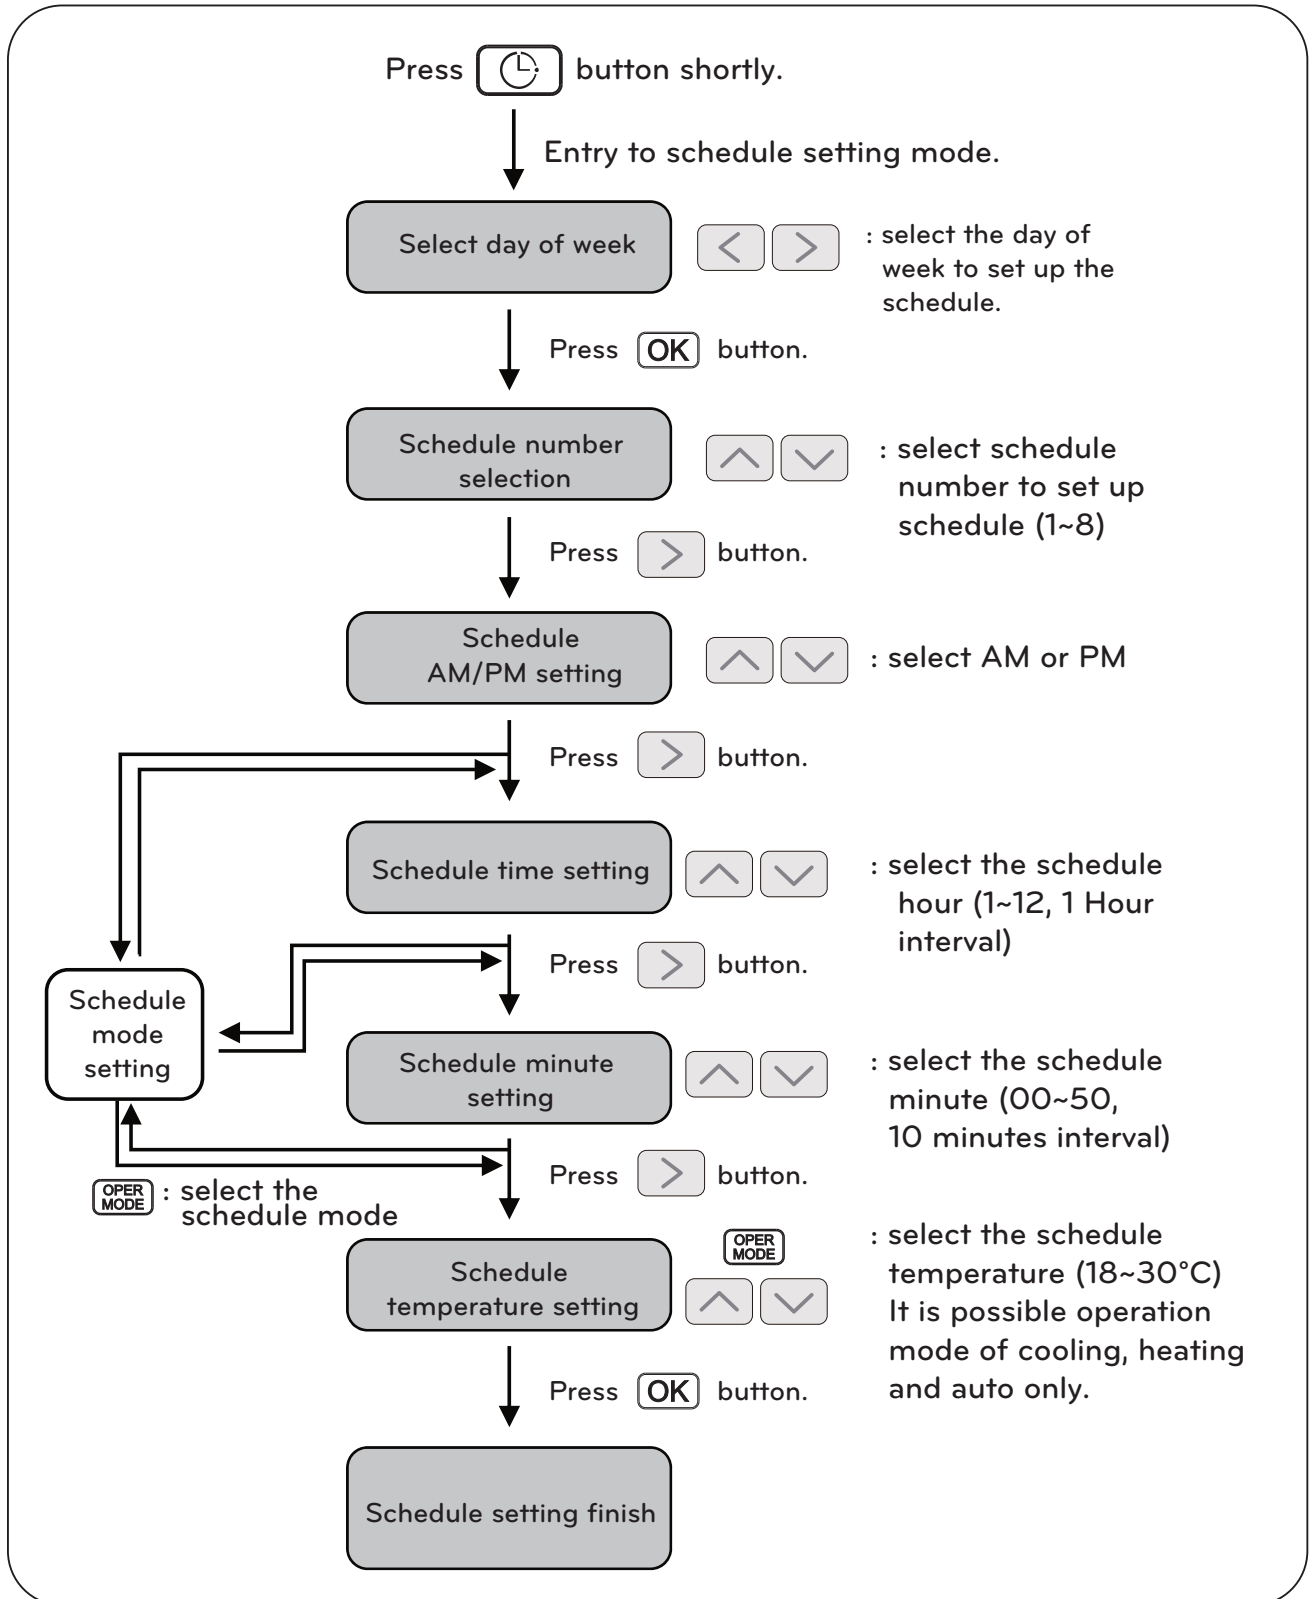 Press button shortly.
Entry to schedule setting mode.
Select day of week
: select the day of
week to set up the
schedule.
Press OK button.
Schedule number
selection
: select schedule
number to set up
schedule (1~8)
Press > button.
Schedule
AM/PM setting
: select AM or PM
Press > button.
Schedule time setting
: select the schedule
hour (1~12, 1 Hour
interval)
Press > button.
Schedule
mode
setting
Schedule minute
setting
: select the schedule
minute (00~50,
10 minutes interval)
Press > button.
OPER
MODE
: select the
schedule mode
Schedule
temperature setting
OPER
MODE
: select the schedule
temperature (18~30°C)
It is possible operation
mode of cooling, heating
and auto only.
Press OK button.
Schedule setting finish